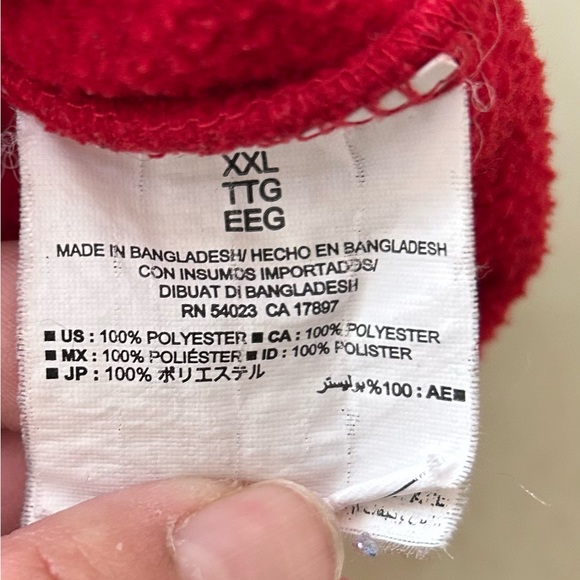 XXL
TTG
EEG
MADE IN BANGLADESH/ HECHO EN BANGLADESH
CON INSUMOS IMPORTADOS/
DIBUAT DI BANGLADESH
RN 54023 CA 17897
■ US : 100% POLYESTER ■ CA : 100% POLYESTER
■ MX : 100% POLIÉSTER ■ ID : 100% POLISTER
■ JP : 100% ポリエステル
■AE : 100% بوليستر